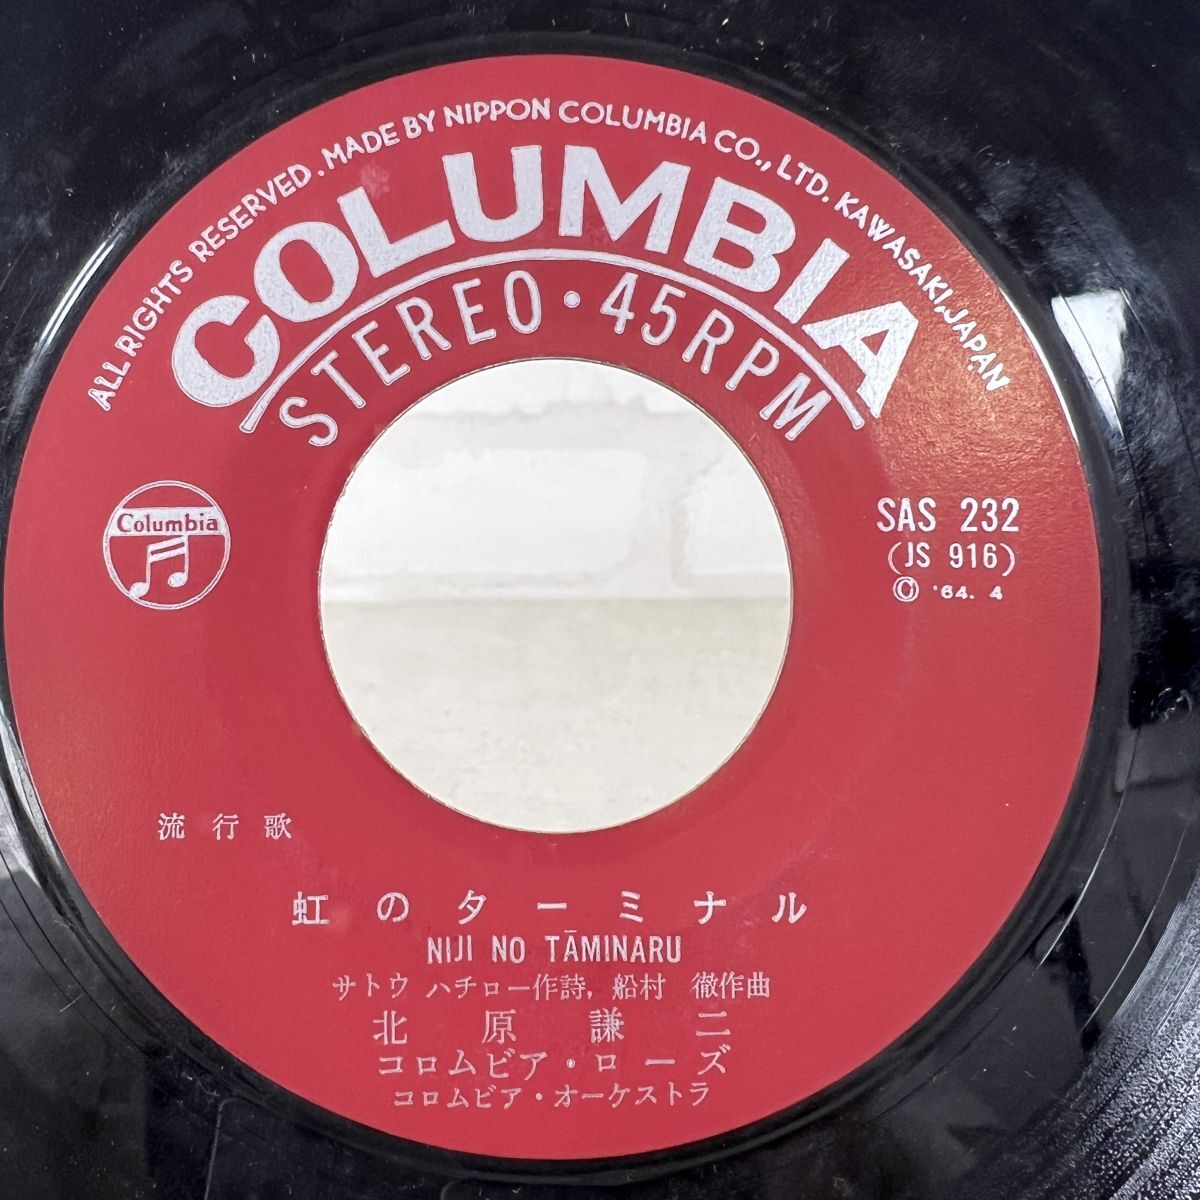 ALL RIGHTS RESERVED. MADE BY NIPPON COLUMBIA CO., LTD. KAWASAKI, JAPAN
COLUMBIA
STEREO・45RPM
Columbia
SAS 232
(JS 916)
© '64. 4
流行歌
虹のターミナル
NIJI NO TĀMINARU
サトウ ハチロー作詩, 船村 徹作曲
北原謙二
コロムビア・ローズ
コロムビア・オーケストラ